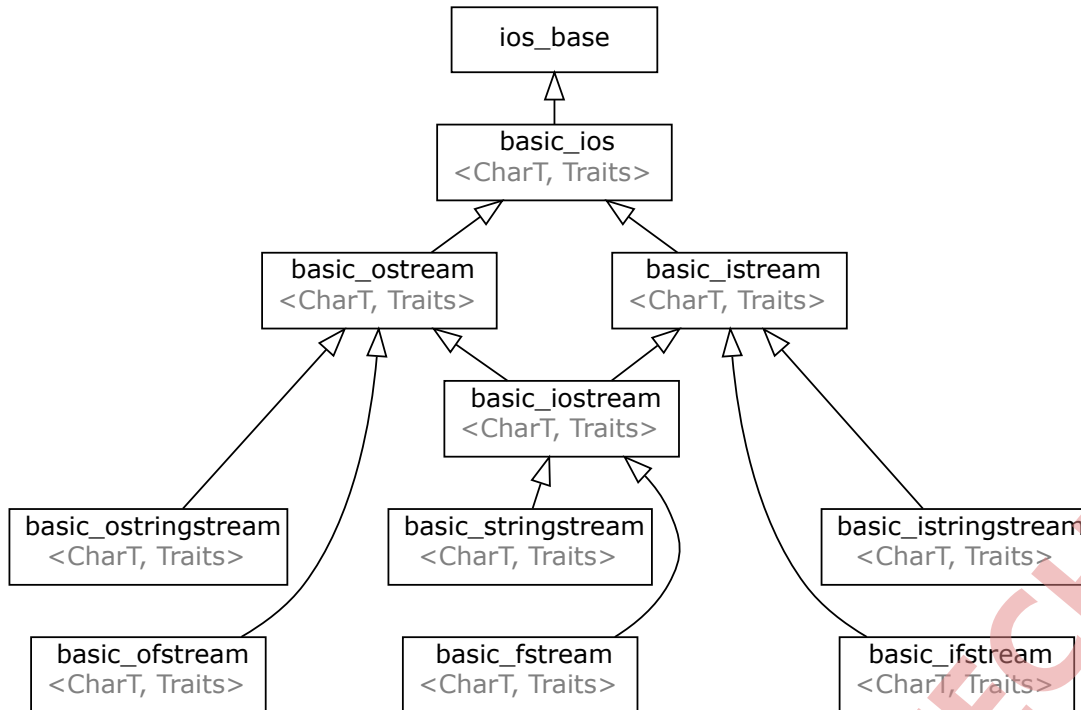 ios_base
basic_ios
<CharT, Traits>
basic_ostream
<CharT, Traits>
basic_istream
<CharT, Traits>
basic_iostream
<CharT, Traits>
basic_ostringstream
<CharT, Traits>
basic_stringstream
<CharT, Traits>
basic_istringstream
<CharT, Traits>
basic_ofstream
<CharT, Traits>
basic_fstream
<CharT, Traits>
basic_ifstream
<CharT, Traits>